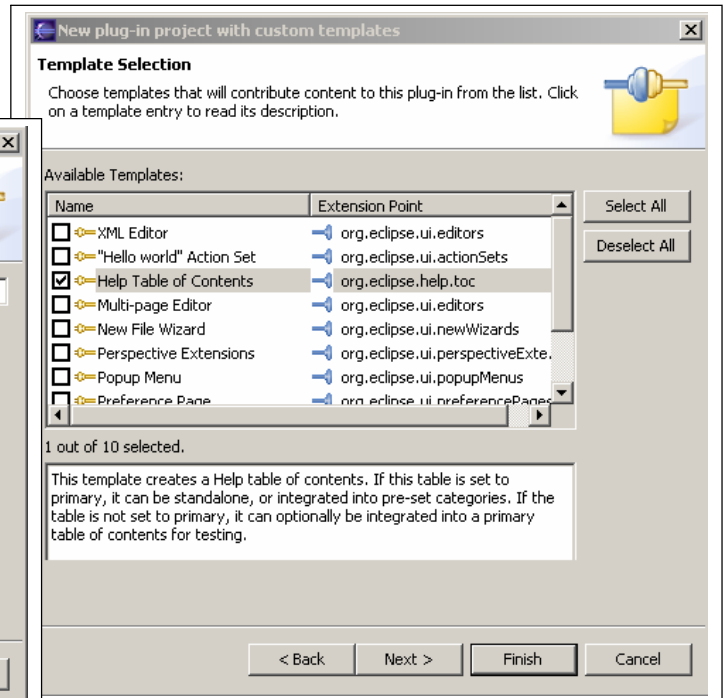 New plug-in project with custom templates
Template Selection
Choose templates that will contribute content to this plug-in from the list. Click
on a template entry to read its description.
Available Templates:
Name Extension Point
XML Editor org.eclipse.ui.editors
"Hello world" Action Set org.eclipse.ui.actionSets
Help Table of Contents org.eclipse.help.toc
Multi-page Editor org.eclipse.ui.editors
New File Wizard org.eclipse.ui.newWizards
Perspective Extensions org.eclipse.ui.perspectiveExte.
Popup Menu org.eclipse.ui.popupMenus
Preference Page org.eclipse.ui.preferencePages
Select All
Deselect All
1 out of 10 selected.
This template creates a Help table of contents. If this table is set to
primary, it can be standalone, or integrated into pre-set categories. If the
table is not set to primary, it can optionally be integrated into a primary
table of contents for testing.
< Back Next > Finish Cancel